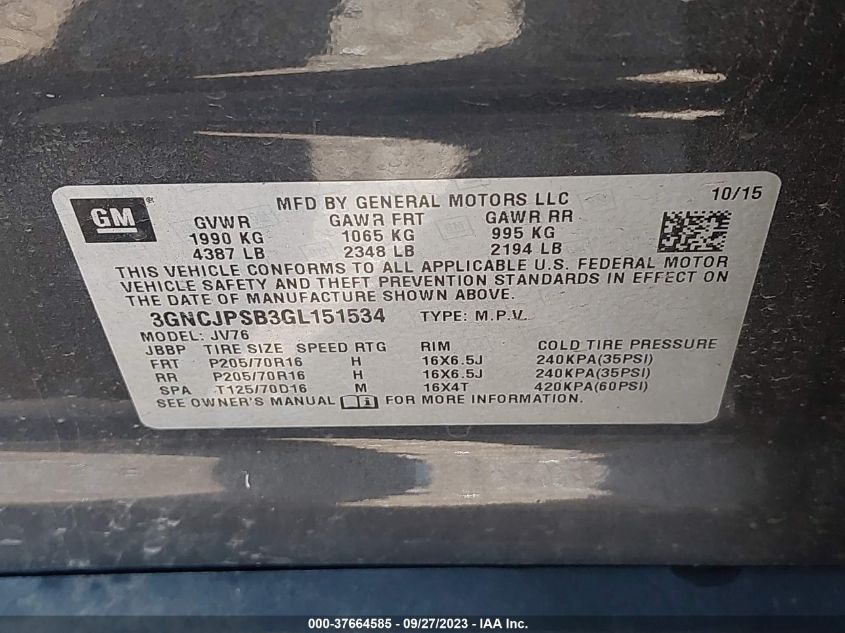 GM
®
MFD BY GENERAL MOTORS LLC
10/15
GVWR GAWR FRT GAWR RR
1990 KG 1065 KG 995 KG
4387 LB 2348 LB 2194 LB
THIS VEHICLE CONFORMS TO ALL APPLICABLE U.S. FEDERAL MOTOR
VEHICLE SAFETY AND THEFT PREVENTION STANDARDS IN EFFECT ON
THE DATE OF MANUFACTURE SHOWN ABOVE.
3GNCJPSB3GL151534 TYPE: M.P.V.
MODEL: JV76
JBBP TIRE SIZE SPEED RTG RIM COLD TIRE PRESSURE
FRT P205/70R16 H 16X6.5J 240KPA(35PSI)
RR P205/70R16 H 16X6.5J 240KPA(35PSI)
SPA T125/70D16 M 16X4T 420KPA(60PSI)
SEE OWNER'S MANUAL FOR MORE INFORMATION.
000-37664585 - 09/27/2023 - IAA Inc.